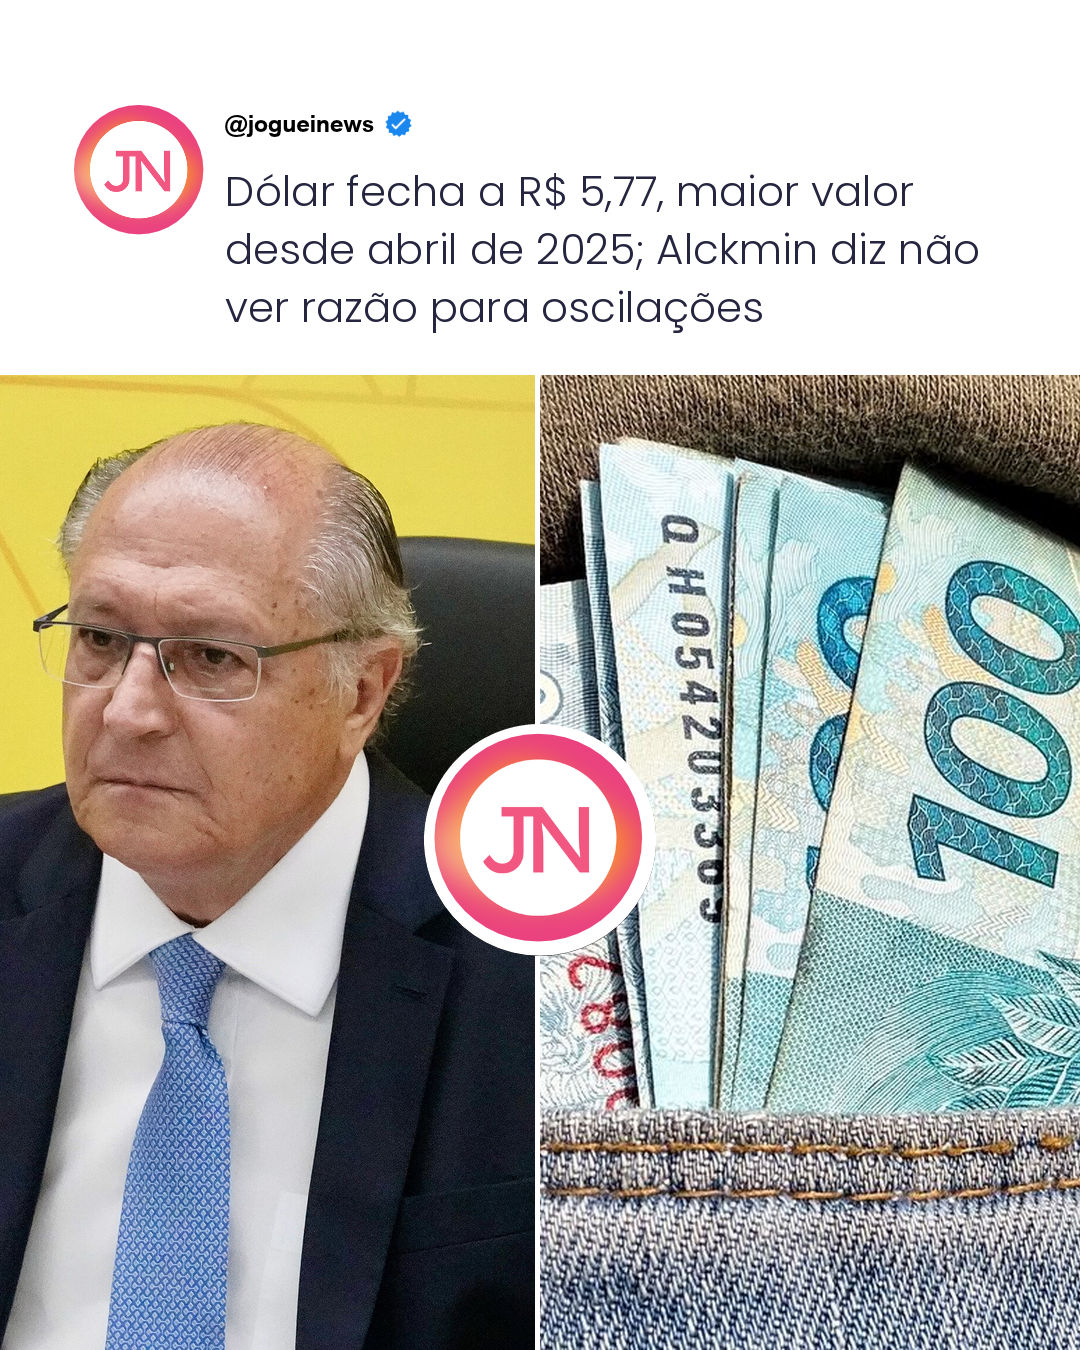 JN
@jogueinews
Dólar fecha a R$ 5,77, maior valor
desde abril de 2025; Alckmin diz não
ver razão para oscilações
JN
100